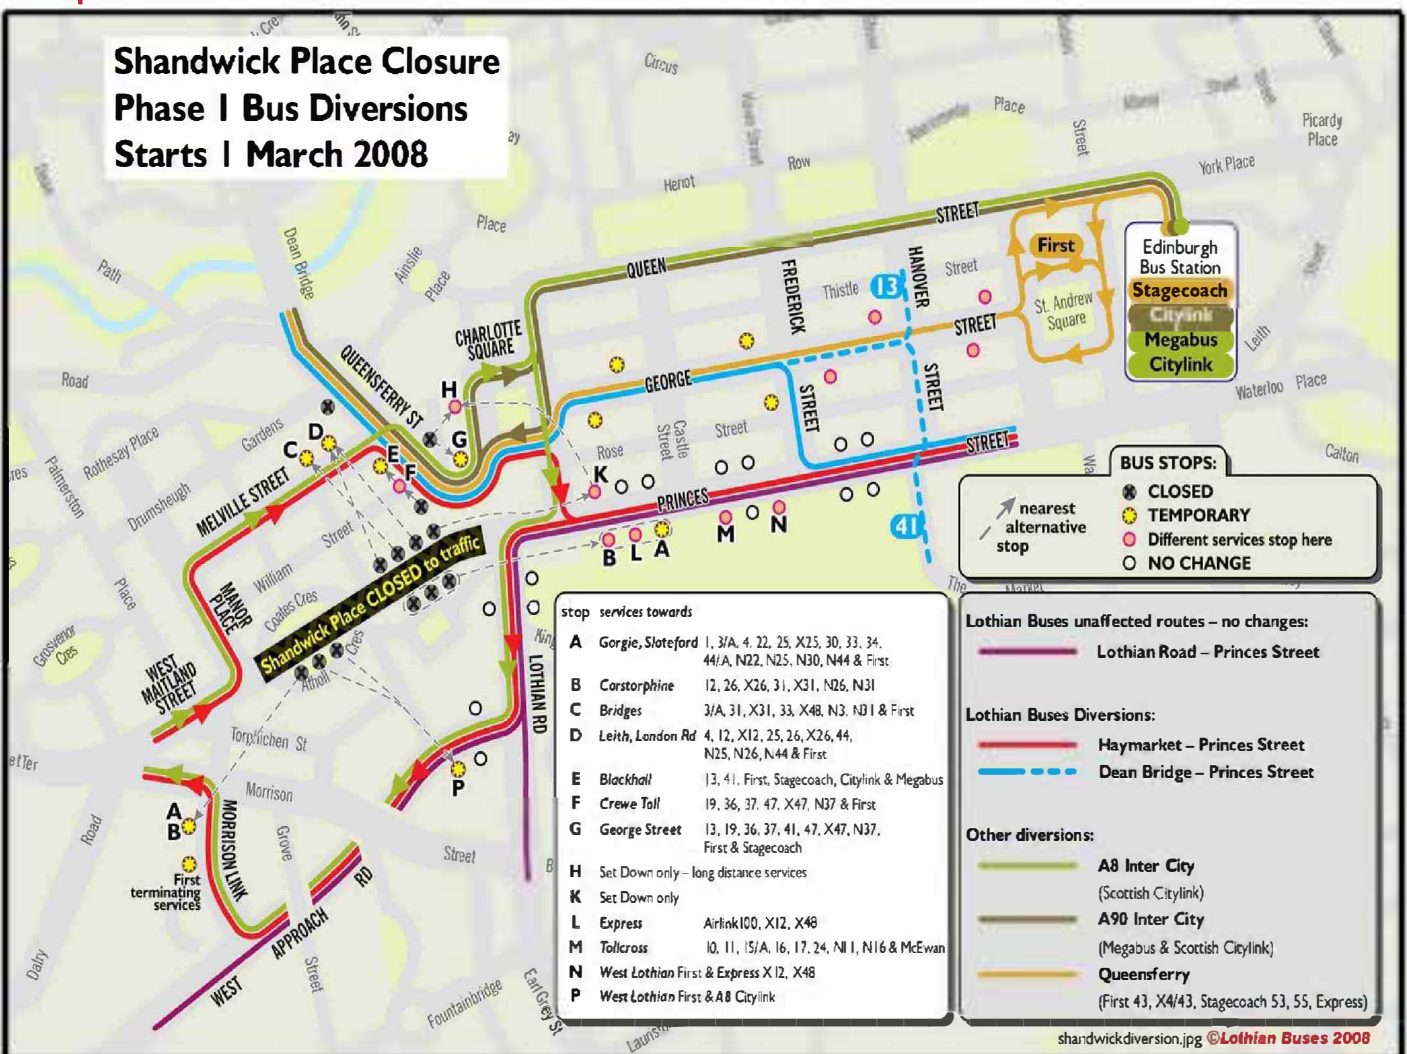 Shandwick Place Closure
Phase 1 Bus Diversions
Starts 1 March 2008
Circus
Place
Street
Picardy
Place
York Place
Row
Heriot
Place
Dean Bridge
Path
Ainslie
Place
STREET
QUEEN
FREDERICK
HANOVER
Street
Thistle
13
First
St. Andrew
Square
Edinburgh
Bus Station
Stagecoach
Citylink
Megabus
Citylink
Leith
Waterloo Place
Calton
CHARLOTTE
SQUARE
QUEENSFERRY ST
Road
STREET
GEORGE
STREET
STREET
STREET
Rose
Castle
Street
Street
PRINCES
41
The
Market
Gardens
Rothesay Place
Palmerston
Place
Drumsheugh
MELVILLE STREET
Street
William
Coates Cres
MANOR
PLACE
Grosvenor
Cres
WEST
MAITLAND
STREET
Shandwick Place CLOSED to traffic
Atholl
Cres
Torphichen St
Morrison
Street
LOTHIAN RD
MORRISON LINK
Grove
Street
Road
Dalry
WEST
APPROACH
RD
Fountainbridge
Earl Grey St
First
terminating
services
H
D
C
E
F
G
K
B
L
A
M
N
P
A
B
BUS STOPS:
nearest
alternative
stop
CLOSED
TEMPORARY
Different services stop here
NO CHANGE
stop services towards
A Gorgie, Slateford 1, 3/A, 4, 22, 25, X25, 30, 33, 34,
44/A, N22, N25, N30, N44 & First
B Corstorphine 12, 26, X26, 31, X31, N26, N31
C Bridges 3/A, 31, X31, 33, X48, N3, N31 & First
D Leith, London Rd 4, 12, X12, 25, 26, X26, 44,
N25, N26, N44 & First
E Blackhall 13, 41, First, Stagecoach, Citylink & Megabus
F Crewe Toll 19, 36, 37, 47, X47, N37 & First
G George Street 13, 19, 36, 37, 41, 47, X47, N37,
First & Stagecoach
H Set Down only – long distance services
K Set Down only
L Express Airlink100, X12, X48
M Tollcross 10, 11, 15/A, 16, 17, 24, N11, N16 & McEwan
N West Lothian First & Express X12, X48
P West Lothian First & A8 Citylink
Lothian Buses unaffected routes – no changes:
Lothian Road – Princes Street
Lothian Buses Diversions:
Haymarket – Princes Street
Dean Bridge – Princes Street
Other diversions:
A8 Inter City
(Scottish Citylink)
A90 Inter City
(Megabus & Scottish Citylink)
Queensferry
(First 43, X4/43, Stagecoach 53, 55, Express)
shandwickdiversion.jpg ©Lothian Buses 2008